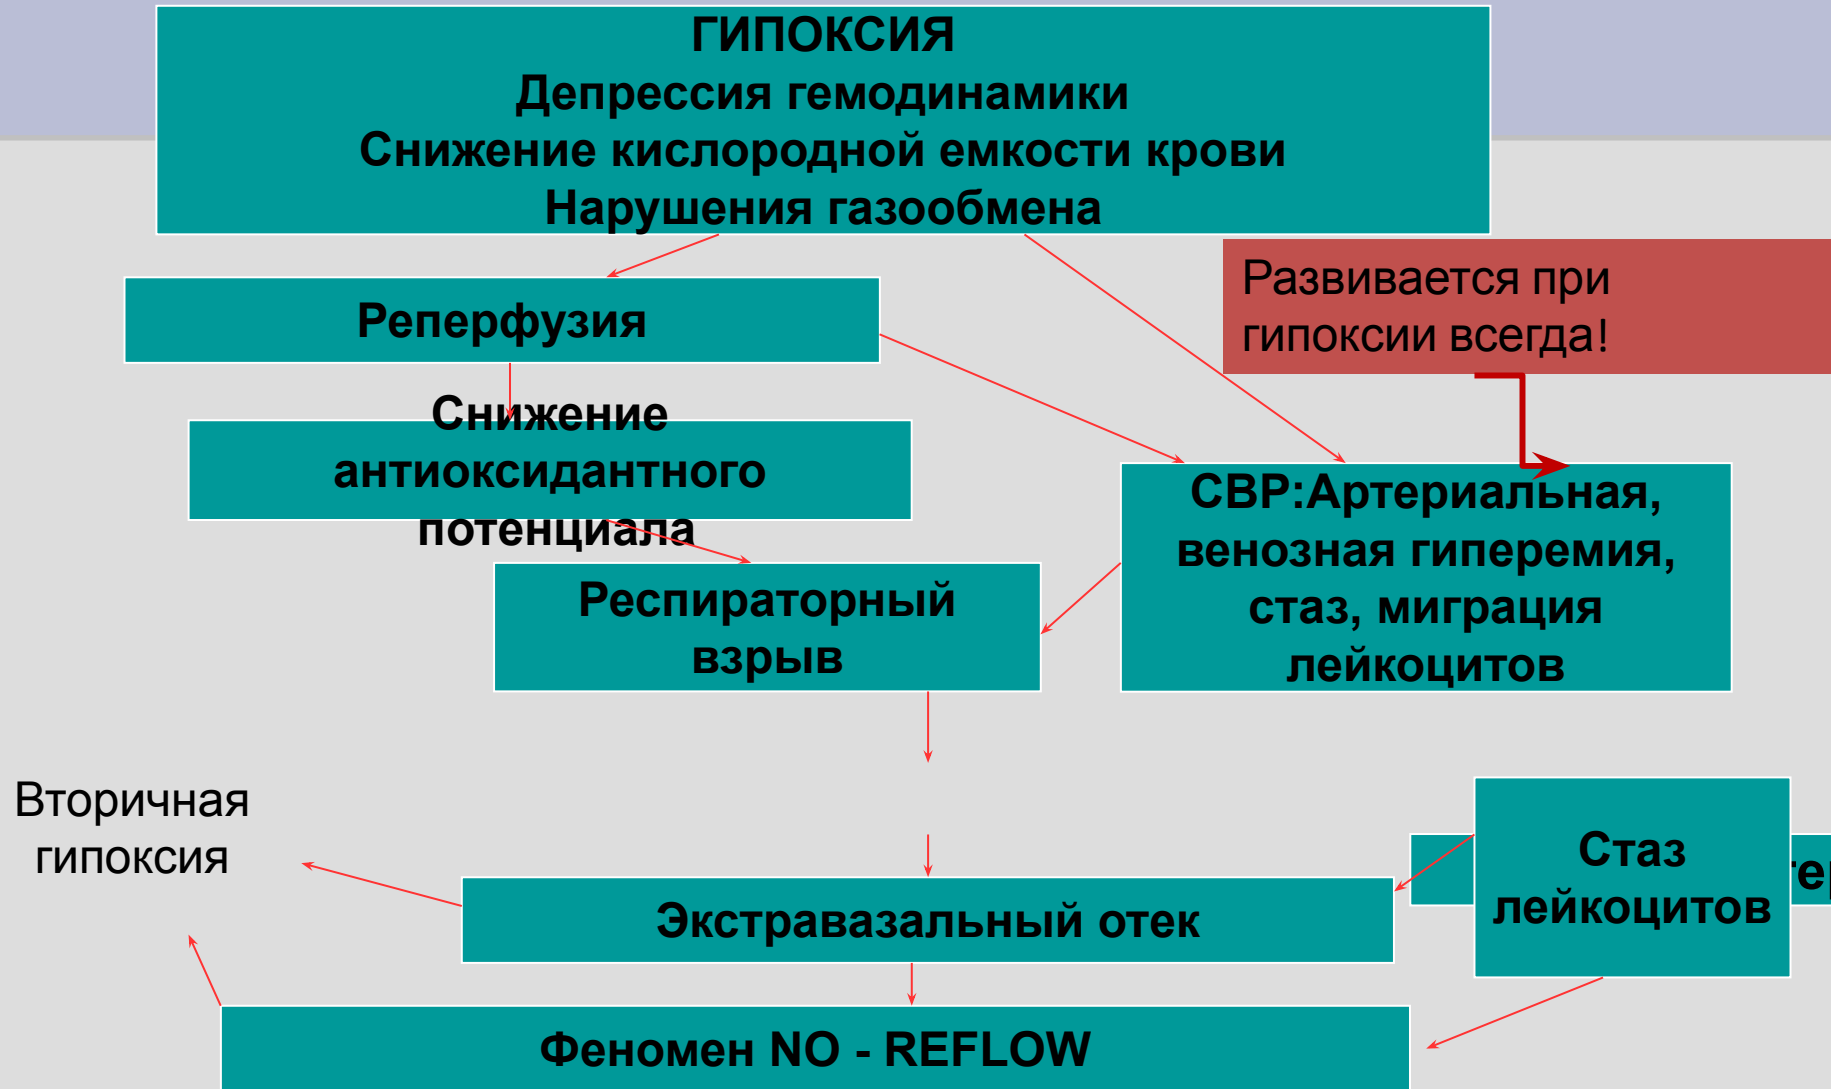 ГИПОКСИЯ
Депрессия гемодинамики
Снижение кислородной емкости крови
Нарушения газообмена
Развивается при
гипоксии всегда!
Реперфузия
Снижение
антиоксидантного
потенциала
СВР:Артериальная,
венозная гиперемия,
стаз, миграция
лейкоцитов
Респираторный
взрыв
Вторичная
гипоксия
Стаз
лейкоцитов
Экстравазальный отек
Феномен NO - REFLOW